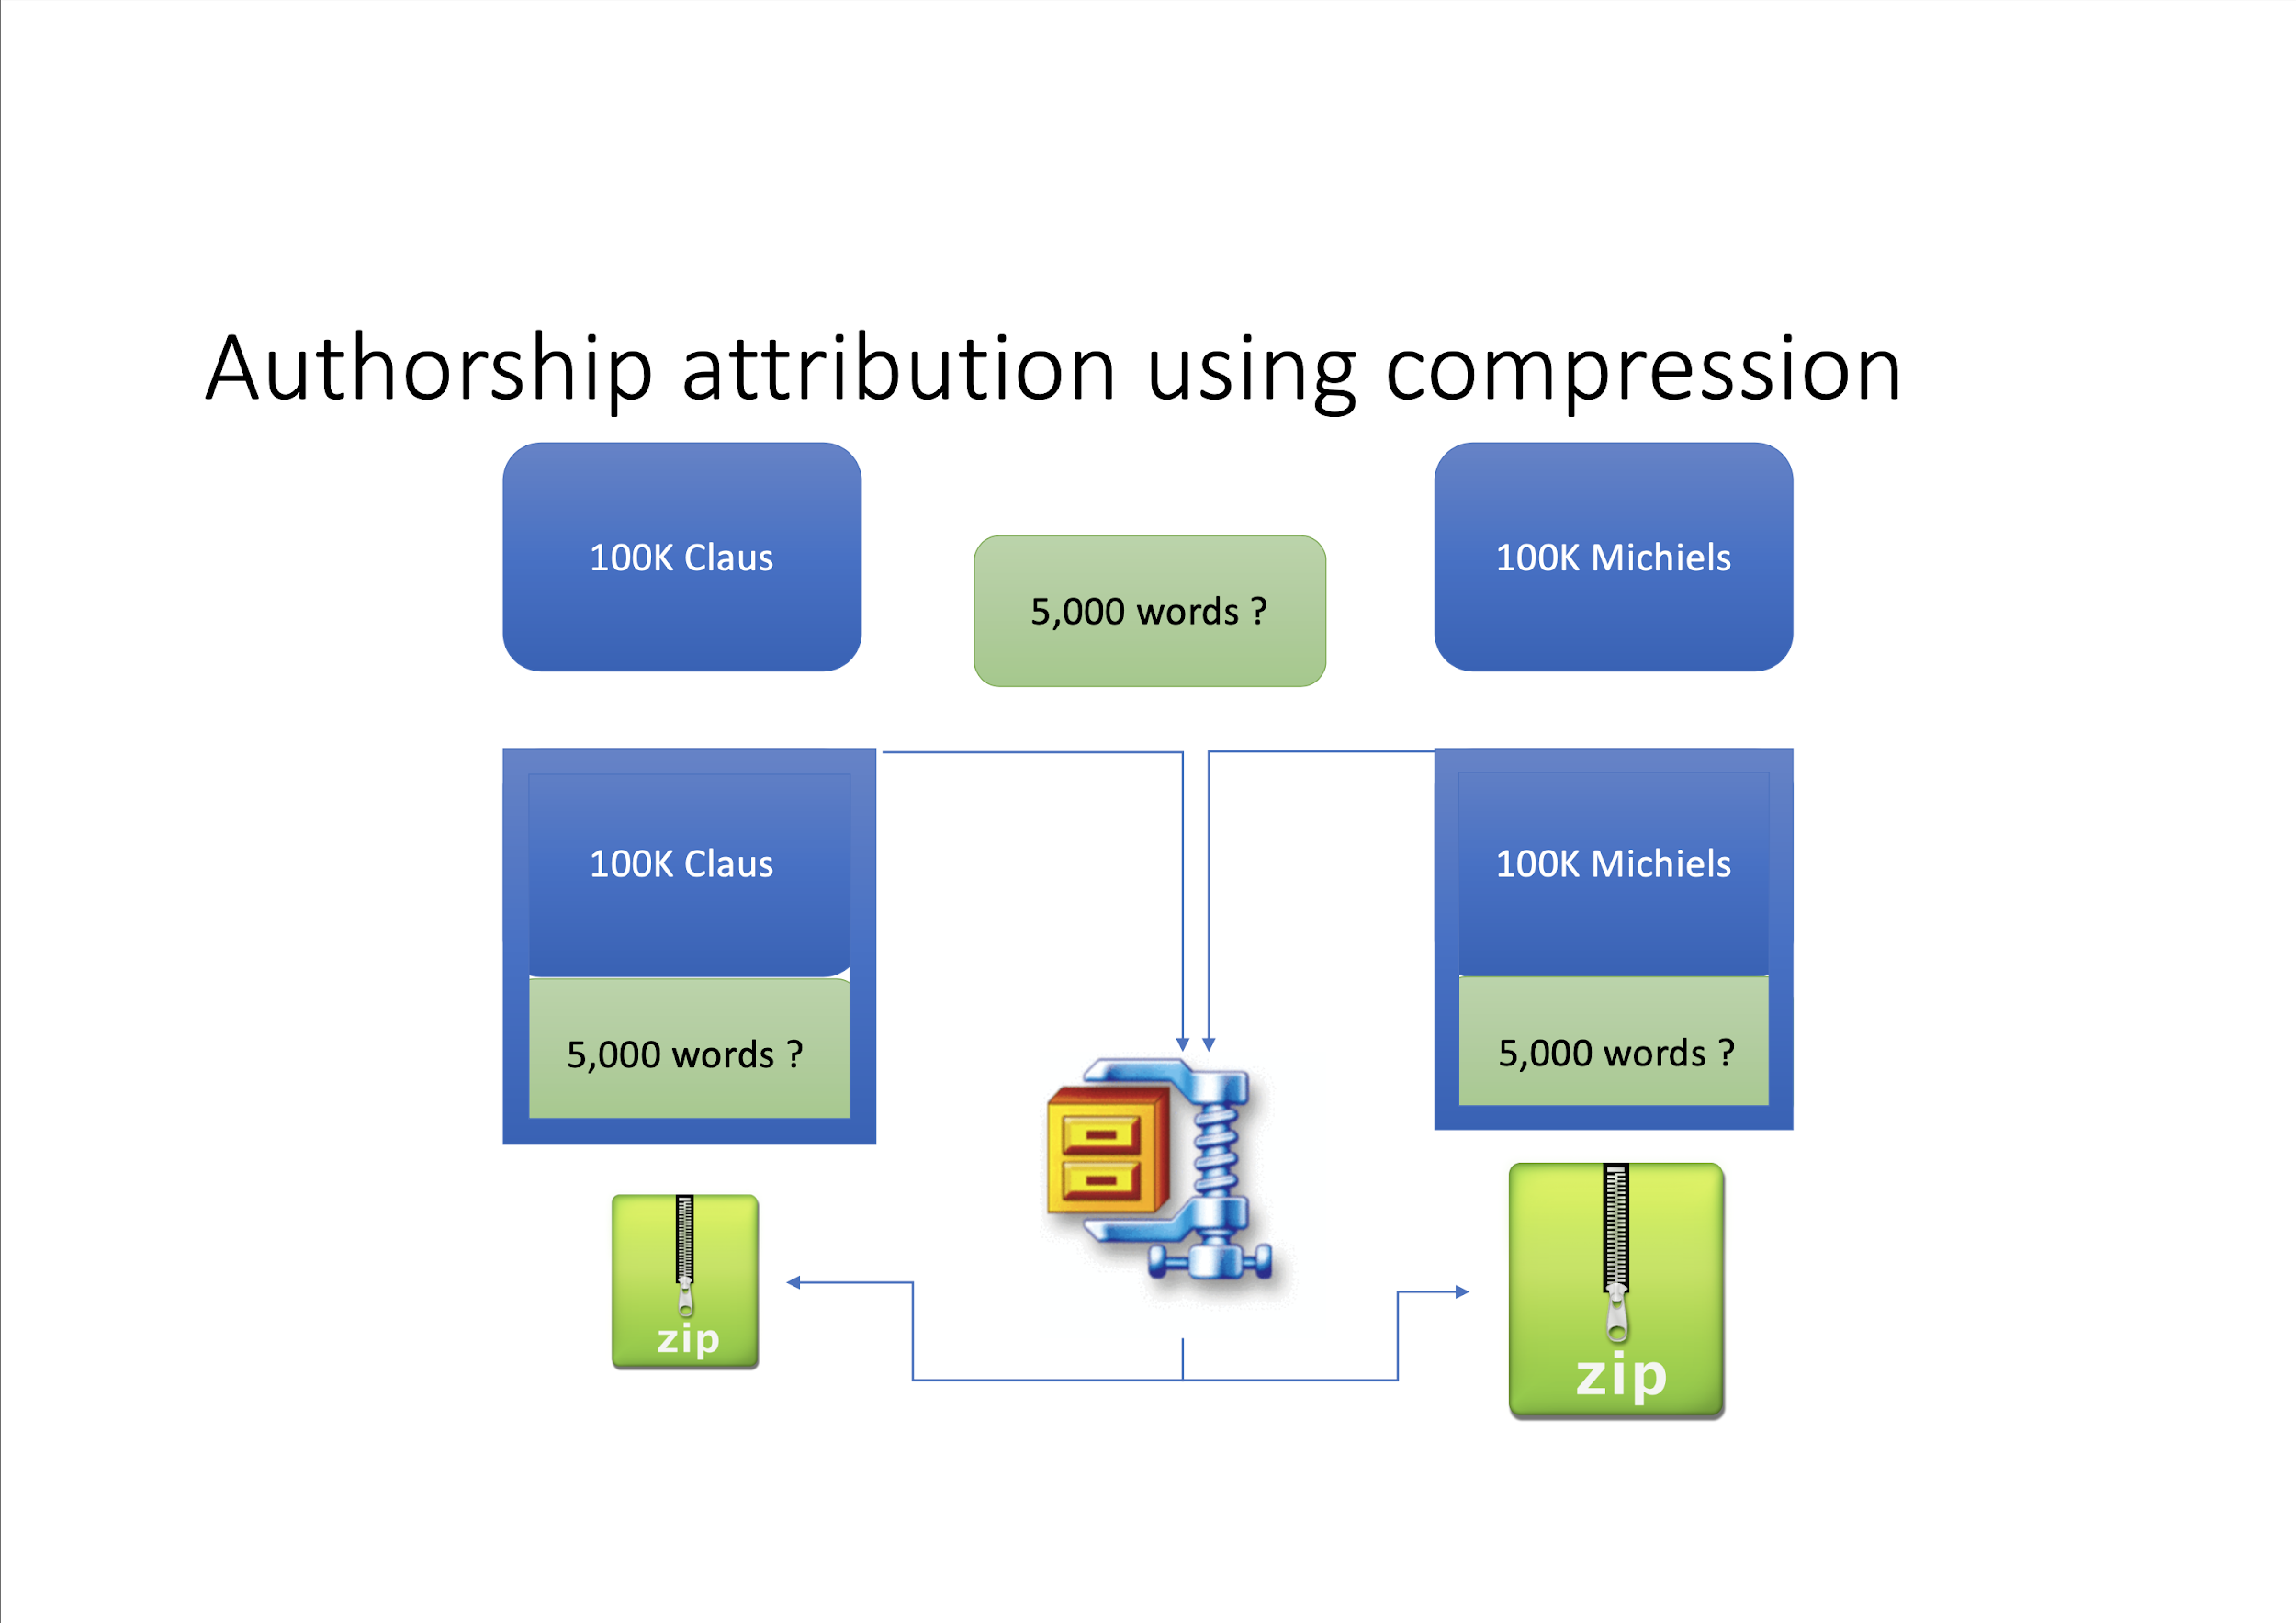 Authorship attribution using compression
100K Claus
5,000 words ?
100K Michiels
100K Claus
100K Michiels
5,000 words ?
5,000 words ?
zip
zip